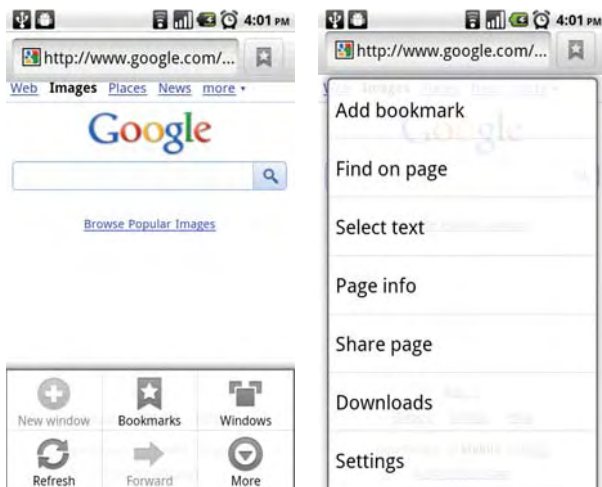 4:01 PM
http://www.google.com/...
Web Images Places News more
Google
Browse Popular Images
New window Bookmarks Windows
Refresh Forward More
4:01 PM
http://www.google.com/...
Add bookmark
Find on page
Select text
Page info
Share page
Downloads
Settings